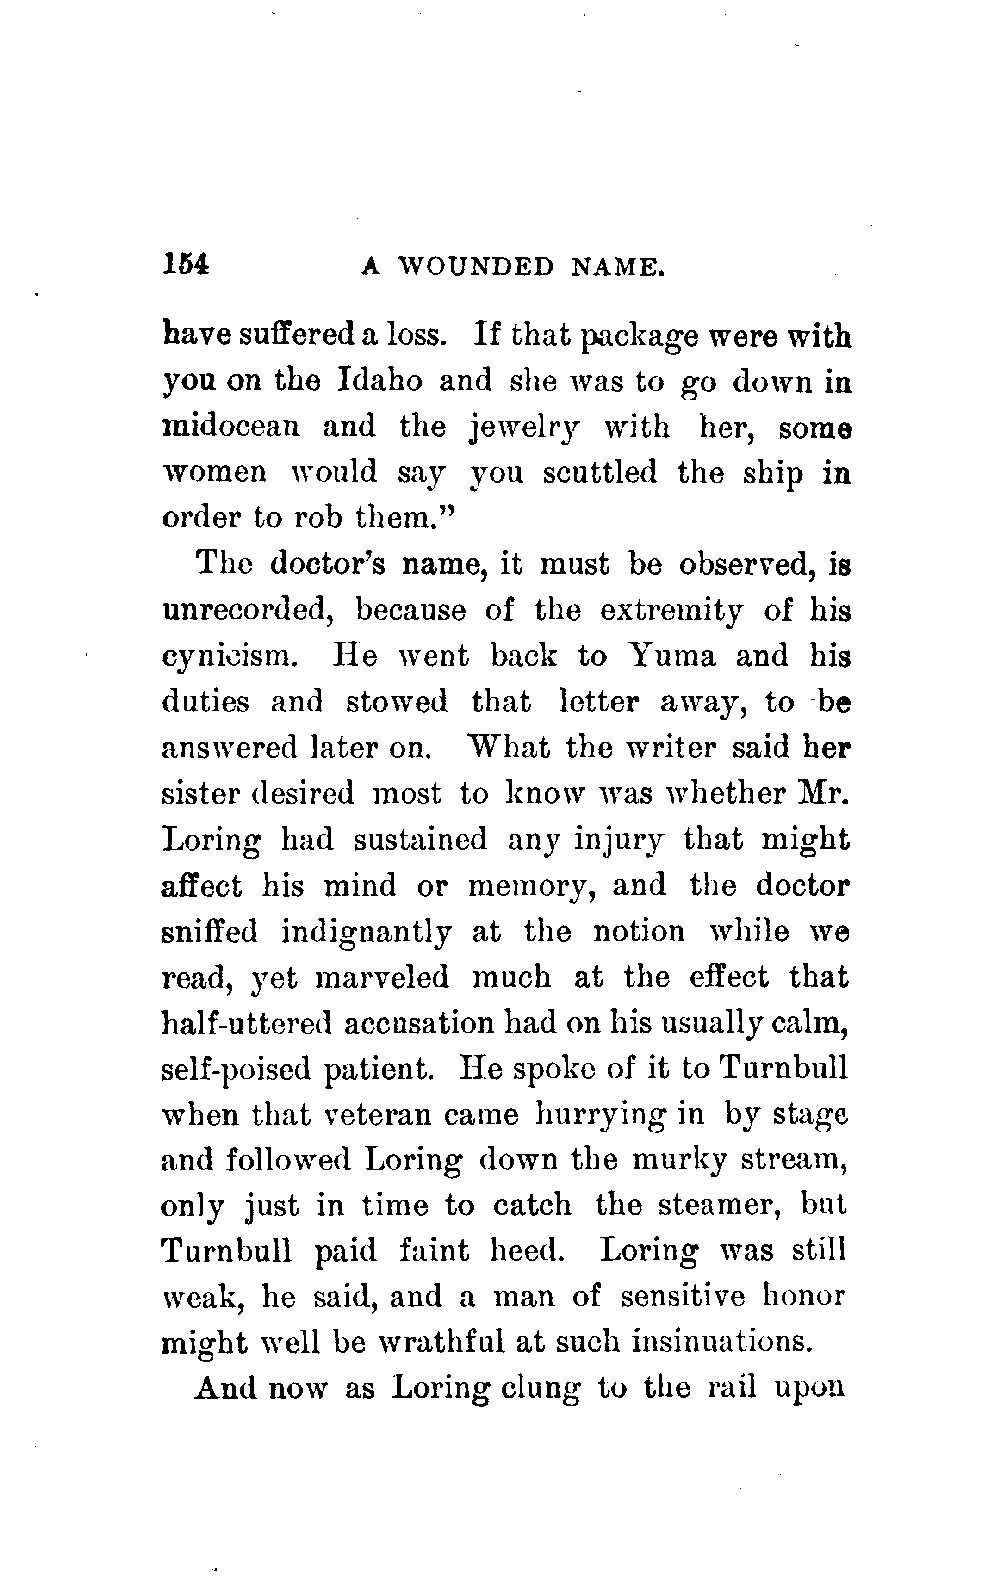 154 A WOUNDED NAME.
have suffered a loss. If that package were with
you on the Idaho and she was to go down in
midocean and the jewelry with her, some
women would say you scuttled the ship in
order to rob them."
The doctor's name, it must be observed, is
unrecorded, because of the extremity of his
cynicism. He went back to Yuma and his
duties and stowed that letter away, to be
answered later on. What the writer said her
sister desired most to know was whether Mr.
Loring had sustained any injury that might
affect his mind or memory, and the doctor
sniffed indignantly at the notion while we
read, yet marveled much at the effect that
half-uttered accusation had on his usually calm,
self-poised patient. He spoke of it to Turnbull
when that veteran came hurrying in by stage
and followed Loring down the murky stream,
only just in time to catch the steamer, but
Turnbull paid faint heed. Loring was still
weak, he said, and a man of sensitive honor
might well be wrathful at such insinuations.
And now as Loring clung to the rail upon